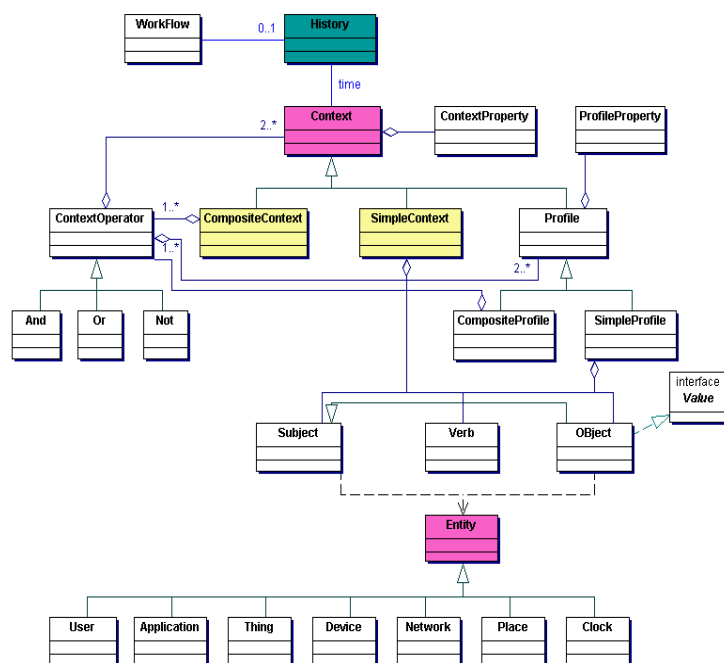 WorkFlow
0..1
History
time
2..*
Context
ContextProperty
ProfileProperty
ContextOperator
1..*
CompositeContext
SimpleContext
Profile
1..*
2..*
And
Or
Not
CompositeProfile
SimpleProfile
interface
Value
Subject
Verb
OBject
Entity
User
Application
Thing
Device
Network
Place
Clock